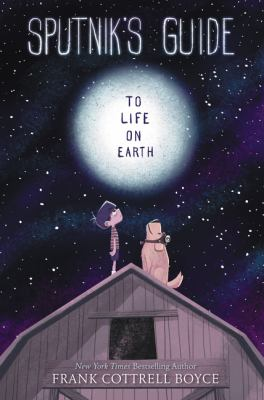 SPUTNIK'S GUIDE
TO
LIFE
ON
EARTH
New York Times Bestselling Author
FRANK COTTRELL BOYCE